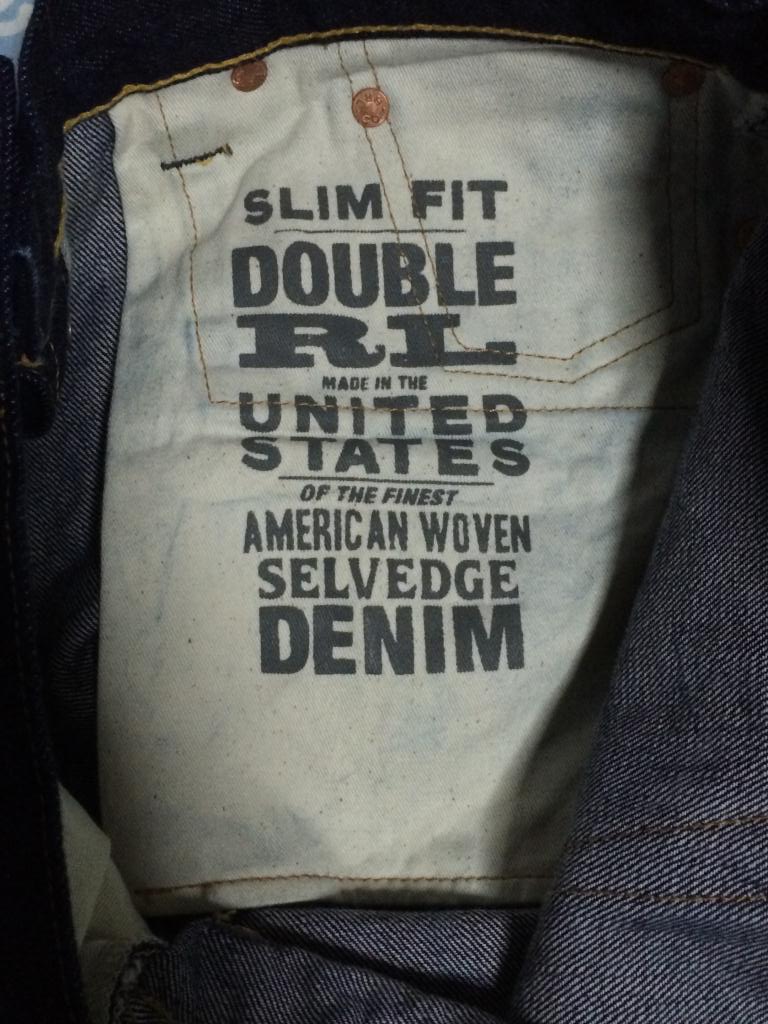 SLIM FIT
DOUBLE
RL
MADE IN THE
UNITED
STATES
OF THE FINEST
AMERICAN WOVEN
SELVEDGE
DENIM